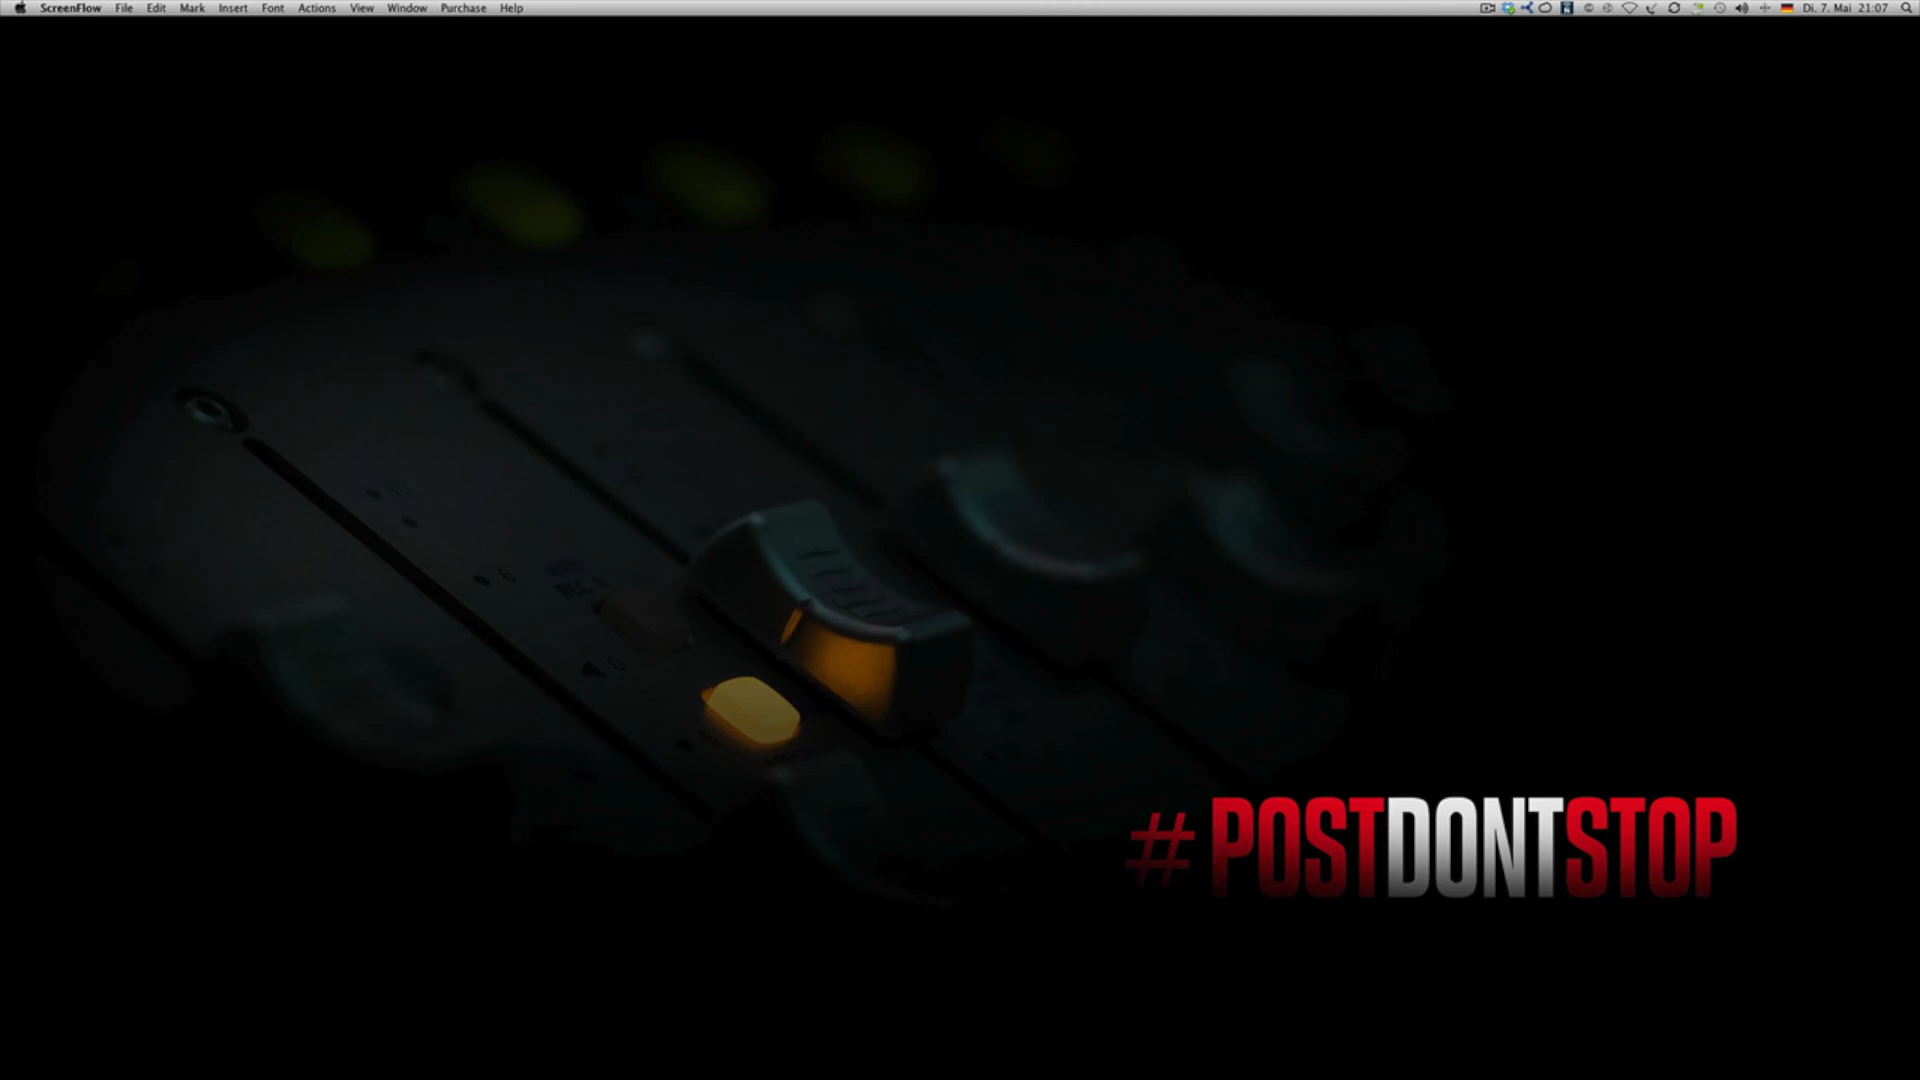 ScreenFlow File Edit Mark Insert Font Actions View Window Purchase Help Di. 7. Mai 21:07
# POSTDONTSTOP